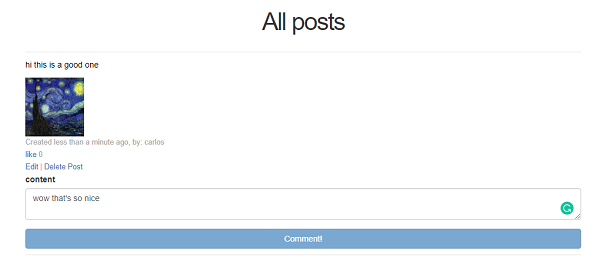 All posts
hi this is a good one
Created less than a minute ago, by: carlos
like 0
Edit | Delete Post
content
wow that's so nice
Comment!